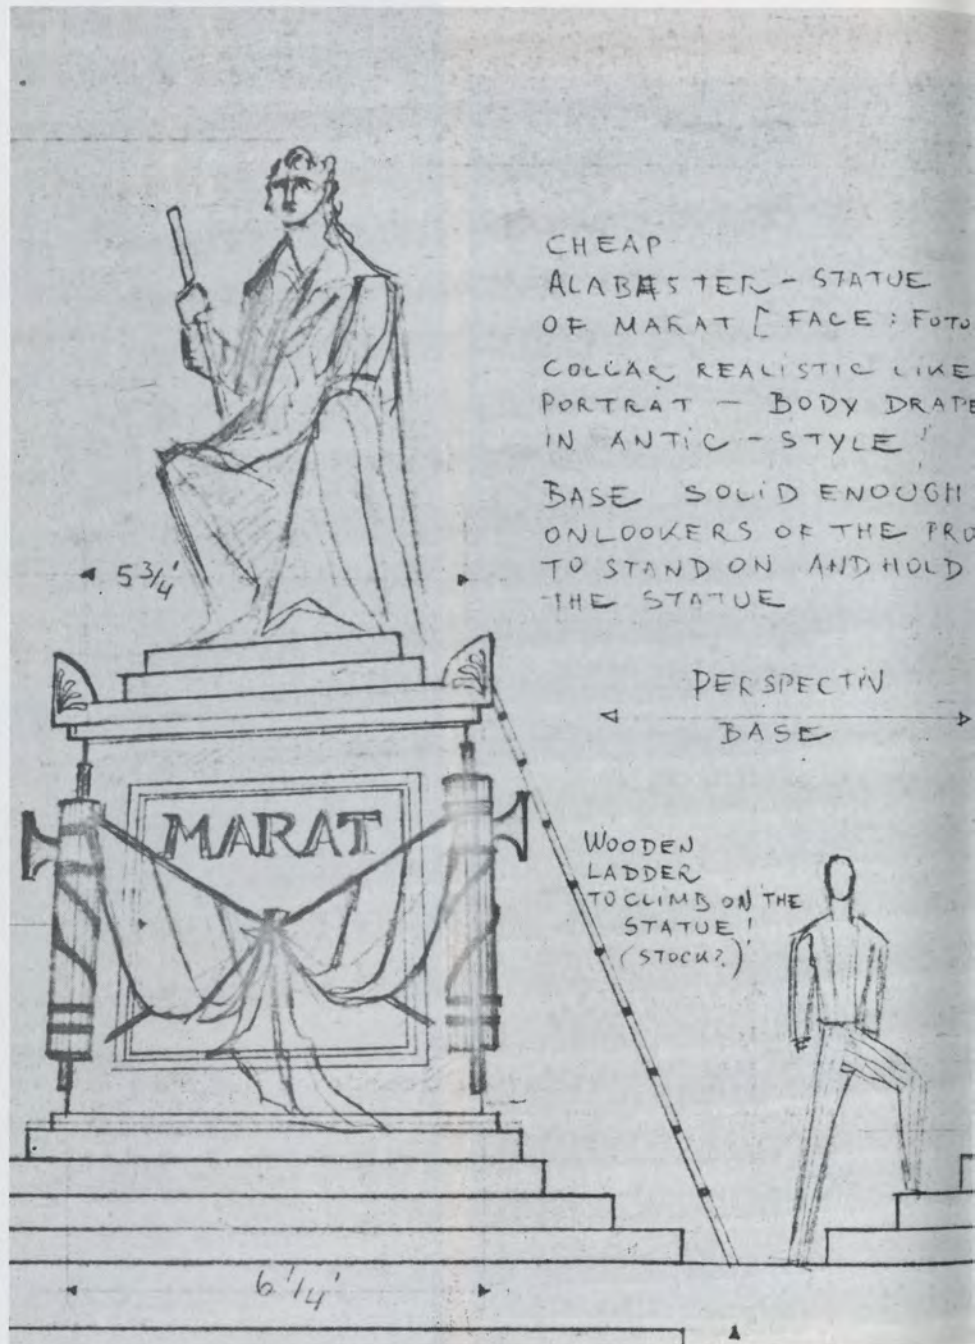 CHEAP
ALABASTER - STATUE
OF MARAT [ FACE : FOTO
COLLAR REALISTIC LIKE
PORTRÄT - BODY DRAPE
IN ANTIC - STYLE !
BASE SOLID ENOUGH
ONLOOKERS OF THE PRO
TO STAND ON AND HOLD
THE STATUE
5 3/4'
PERSPECTIV
BASE
MARAT
WOODEN
LADDER
TO CLIMB ON THE
STATUE !
(STOCK?)
6 1/4'